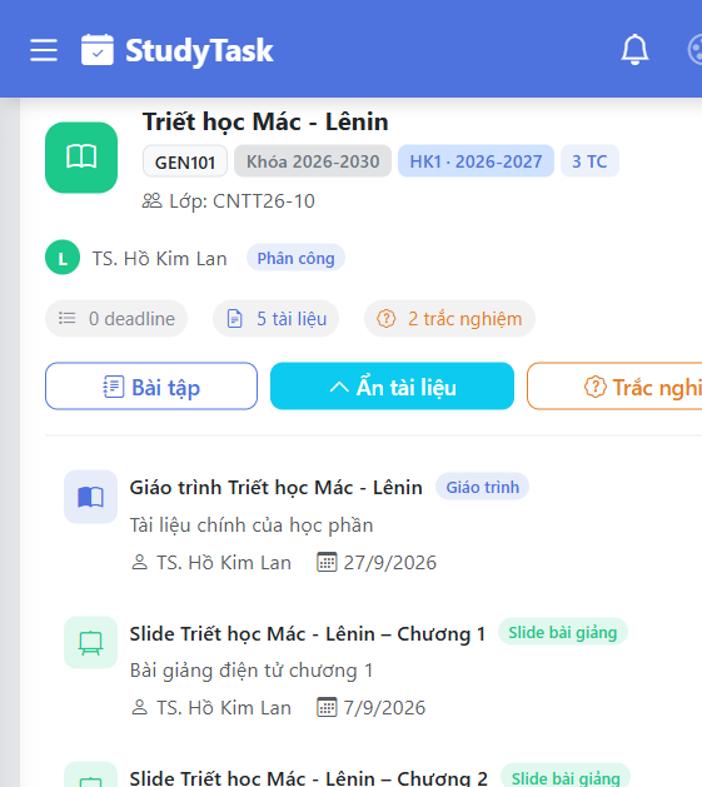 StudyTask
Triết học Mác - Lênin
GEN101 Khóa 2026-2030 HK1 · 2026-2027 3 TC
Lớp: CNTT26-10
L TS. Hồ Kim Lan Phân công
0 deadline 5 tài liệu 2 trắc nghiệm
Bài tập Ẩn tài liệu Trắc nghi
Giáo trình Triết học Mác - Lênin Giáo trình
Tài liệu chính của học phần
TS. Hồ Kim Lan 27/9/2026
Slide Triết học Mác - Lênin – Chương 1 Slide bài giảng
Bài giảng điện tử chương 1
TS. Hồ Kim Lan 7/9/2026
Slide Triết học Mác - Lênin – Chương 2 Slide bài giảng